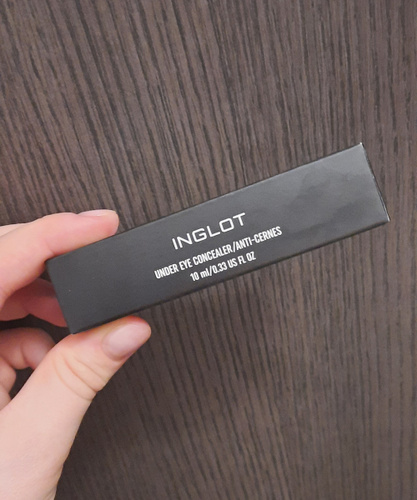 INGLOT
UNDER EYE CONCEALER/ANTI-CERNES
10 ml/0.33 US FL OZ